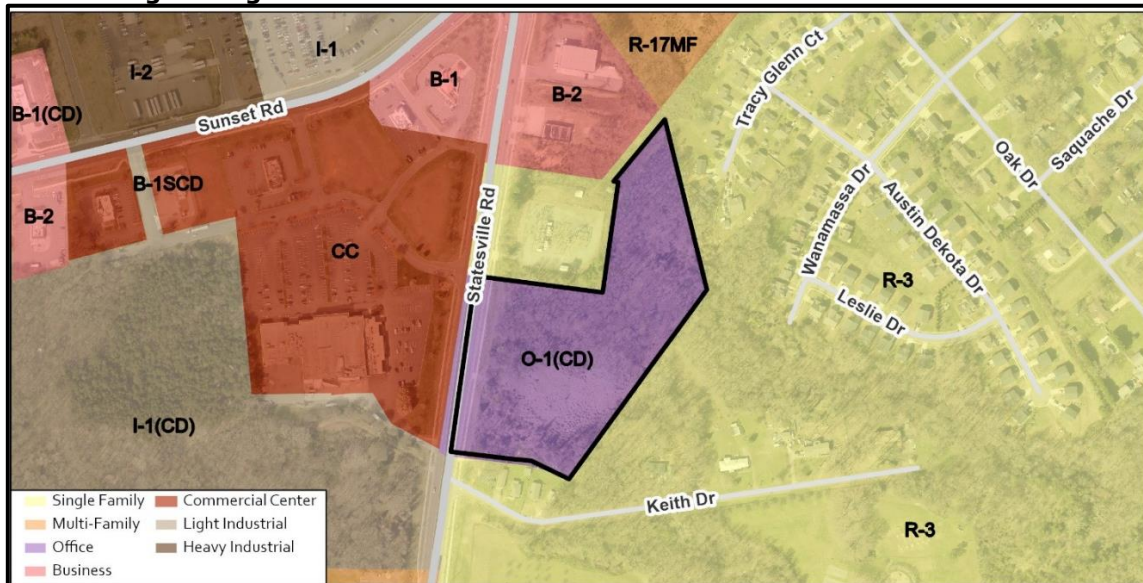 I-1
R-17MF
I-2
B-1
B-2
Tracy Glenn Ct
B-1(CD)
Sunset Rd
Saquache Dr
Oak Dr
B-1SCD
Wanamassa Dr
Austin Dekota Dr
B-2
CC
Statesville Rd
R-3
Leslie Dr
O-1(CD)
I-1(CD)
Keith Dr
R-3
Single Family
Multi-Family
Office
Business
Commercial Center
Light Industrial
Heavy Industrial